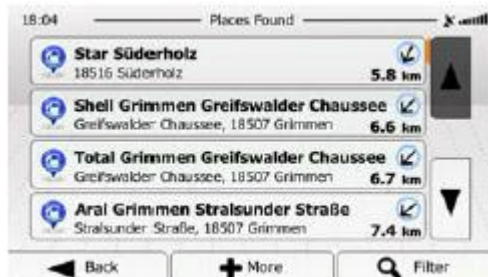 18:04 Places Found
Star Süderholz
18516 Süderholz 5.8 km
Shell Grimmen Greifswalder Chaussee
Greifswalder Chaussee, 18507 Grimmen 6.6 km
Total Grimmen Greifswalder Chaussee
Greifswalder Chaussee, 18507 Grimmen 6.7 km
Aral Grimmen Stralsunder Straße
Stralsunder Straße, 18507 Grimmen 7.4 km
Back More Filter